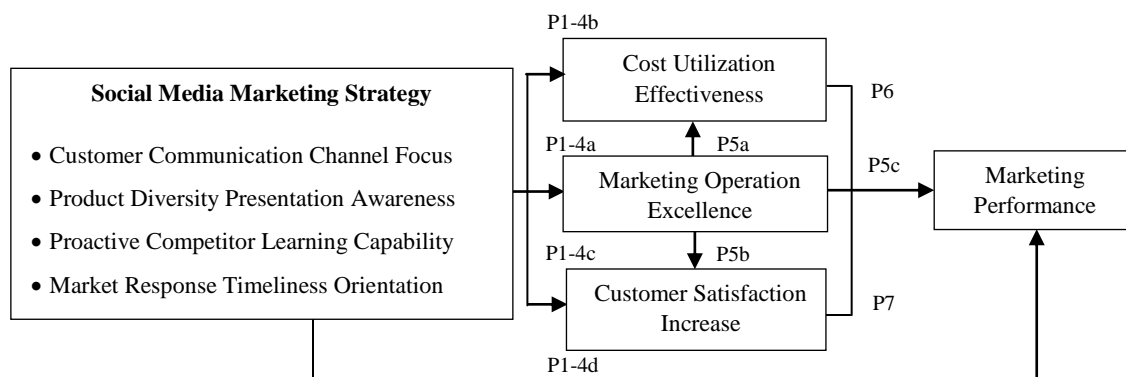 P1-4b
Cost Utilization
Effectiveness
P6
Social Media Marketing Strategy
• Customer Communication Channel Focus
• Product Diversity Presentation Awareness
• Proactive Competitor Learning Capability
• Market Response Timeliness Orientation
P1-4a
P5a
Marketing Operation
Excellence
P5c
Marketing
Performance
P1-4c
P5b
Customer Satisfaction
Increase
P7
P1-4d